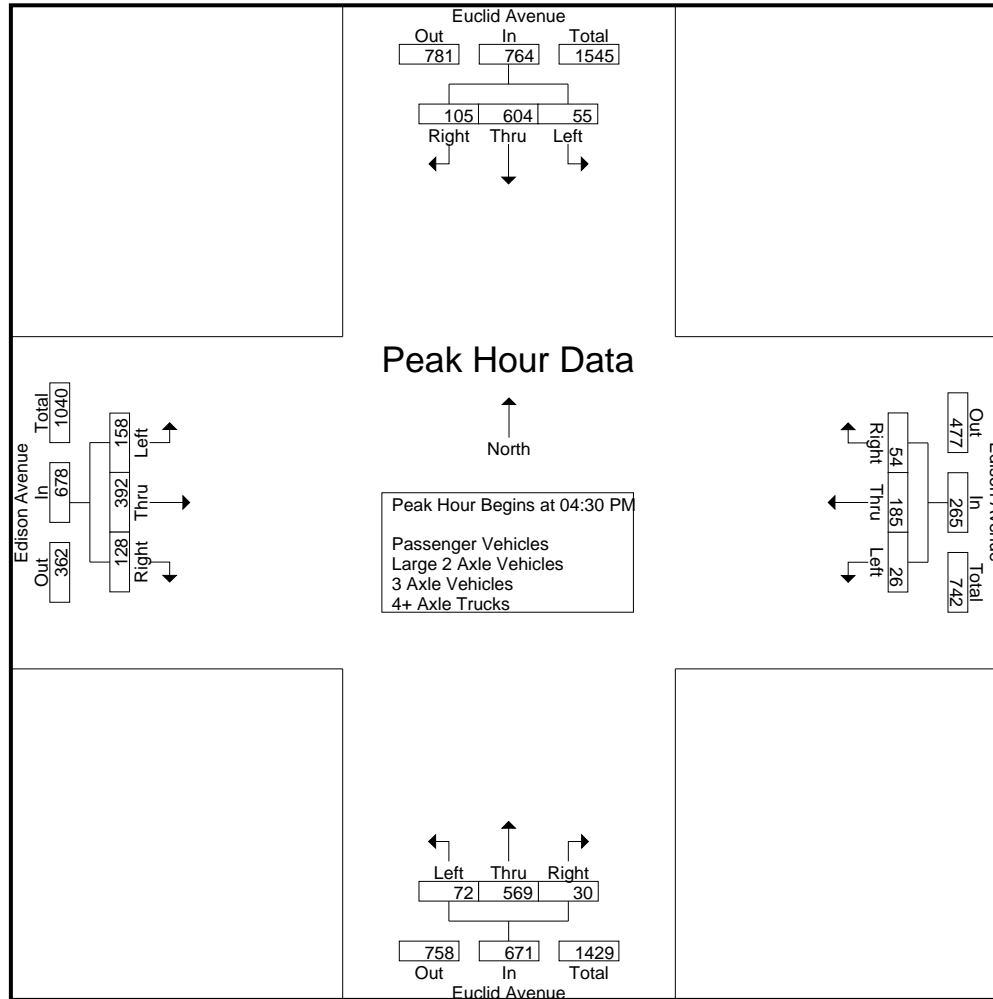 Euclid Avenue
Out In Total
781 764 1545
105 604 55
Right Thru Left
Peak Hour Data
North
Peak Hour Begins at 04:30 PM
Passenger Vehicles
Large 2 Axle Vehicles
3 Axle Vehicles
4+ Axle Trucks
Edison Avenue
Out In Total
362 678 1040
Left Thru Right
158 392 128
Right Thru Left
54 185 26
Out In Total
477 265 742
Edison Avenue
Left Thru Right
72 569 30
758 671 1429
Out In Total
Euclid Avenue